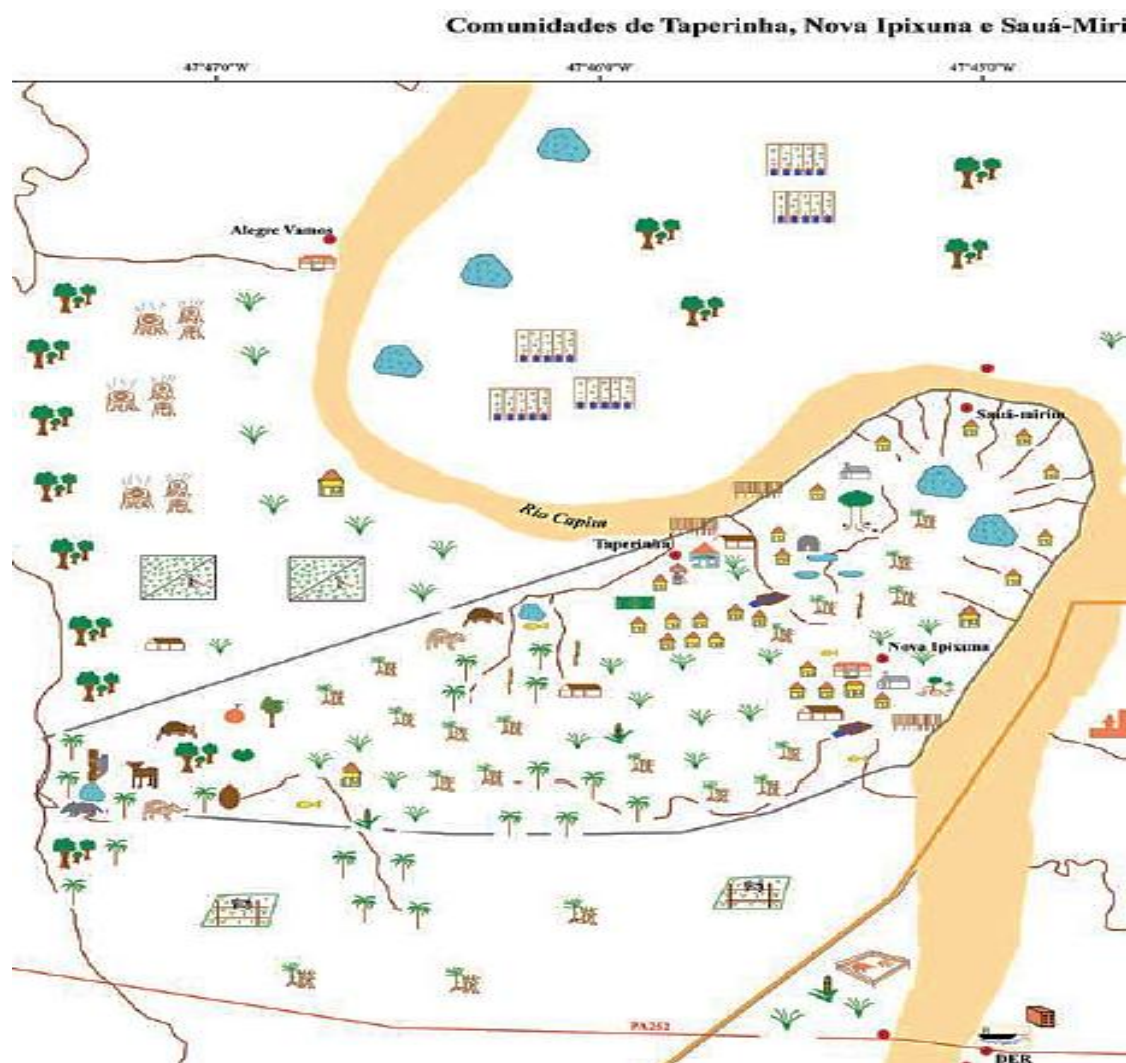 Comunidades de Taperinha, Nova Ipixuna e Sauá-Miri
47°47'0"W
47°46'0"W
47°45'0"W
Alegre Vamos
Sauá-mirim
Rio Capim
Taperinha
Nova Ipixuna
PA252
DER